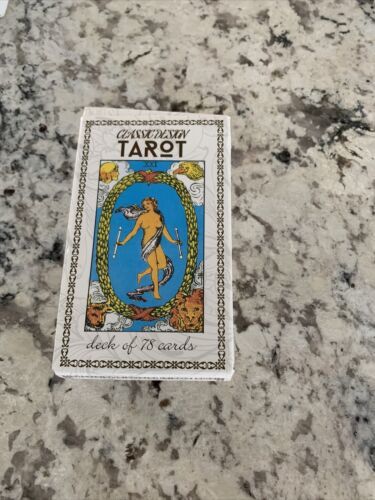 CLASSIC DESIGN
TAROT
XXI
deck of 78 cards